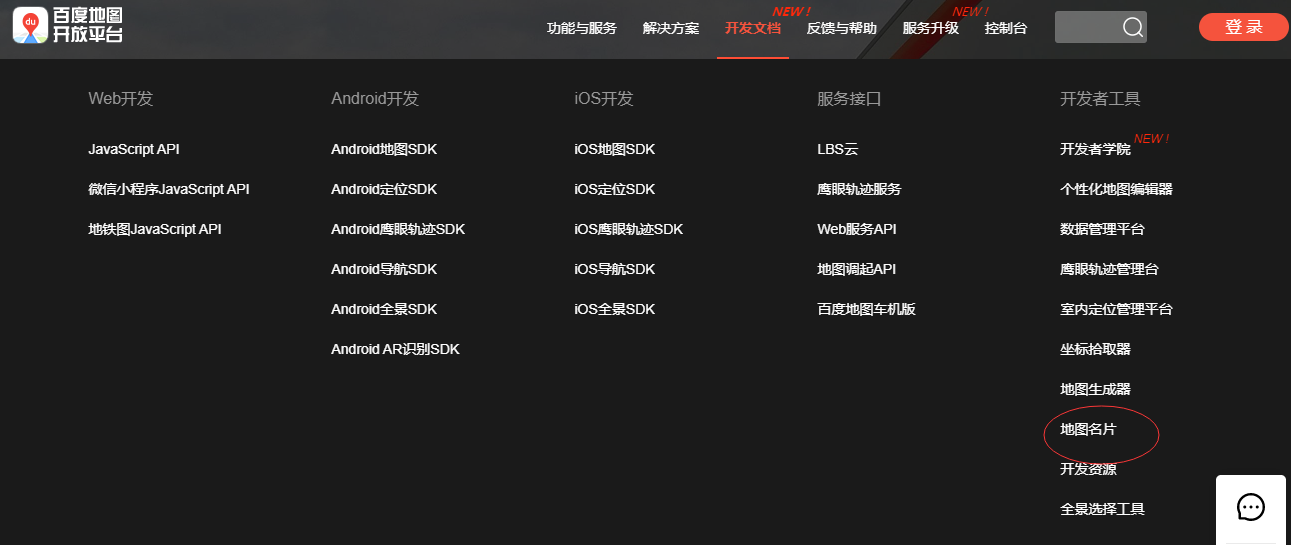 du
百度地图
开放平台
功能与服务 解决方案 开发文档 NEW! 反馈与帮助 服务升级 NEW! 控制台 登录
Web开发
JavaScript API
微信小程序JavaScript API
地铁图JavaScript API
Android开发
Android地图SDK
Android定位SDK
Android鹰眼轨迹SDK
Android导航SDK
Android全景SDK
Android AR识别SDK
iOS开发
iOS地图SDK
iOS定位SDK
iOS鹰眼轨迹SDK
iOS导航SDK
iOS全景SDK
服务接口
LBS云
鹰眼轨迹服务
Web服务API
地图调起API
百度地图车机版
开发者工具
开发者学院 NEW!
个性化地图编辑器
数据管理平台
鹰眼轨迹管理台
室内定位管理平台
坐标拾取器
地图生成器
地图名片
开发资源
全景选择工具